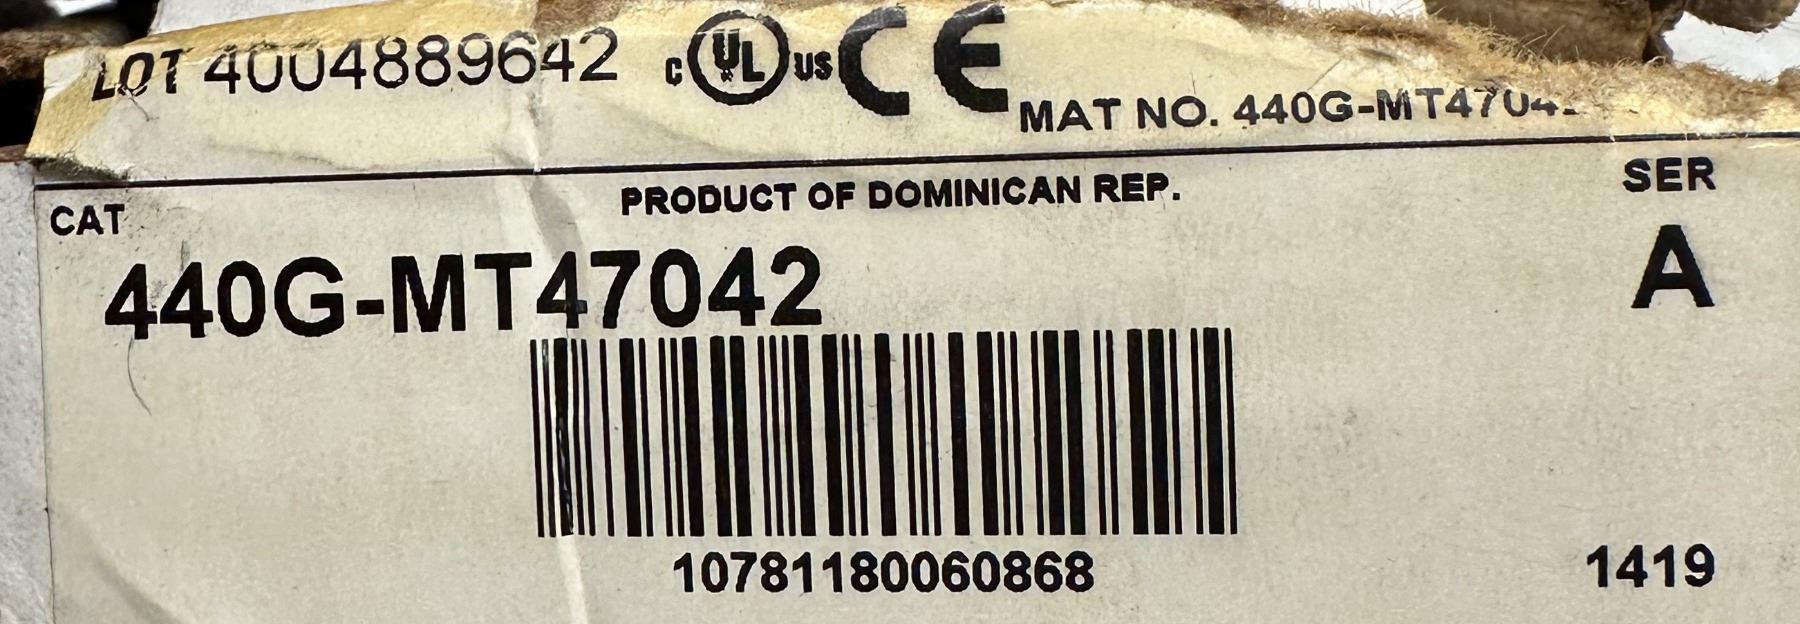 LOT 4004889642 c UL US CE
MAT NO. 440G-MT4704
PRODUCT OF DOMINICAN REP.
SER
CAT
440G-MT47042
A
10781180060868
1419